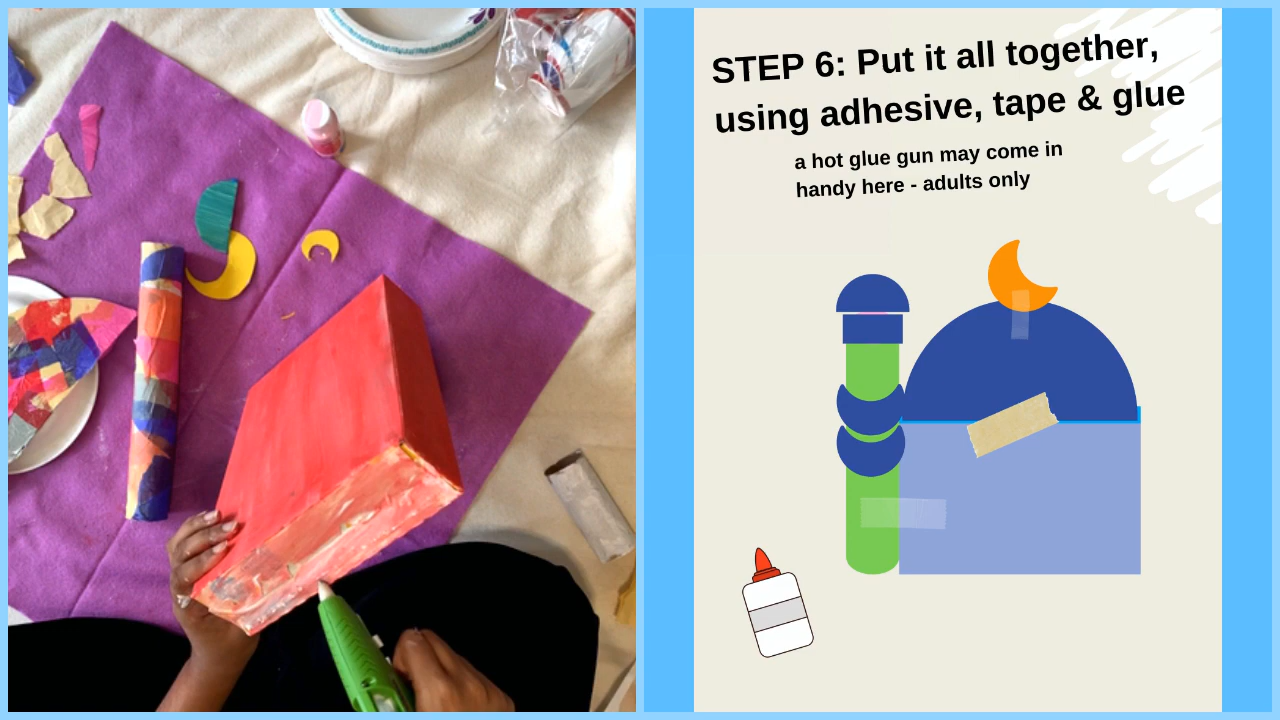 STEP 6: Put it all together,
using adhesive, tape & glue
a hot glue gun may come in
handy here - adults only